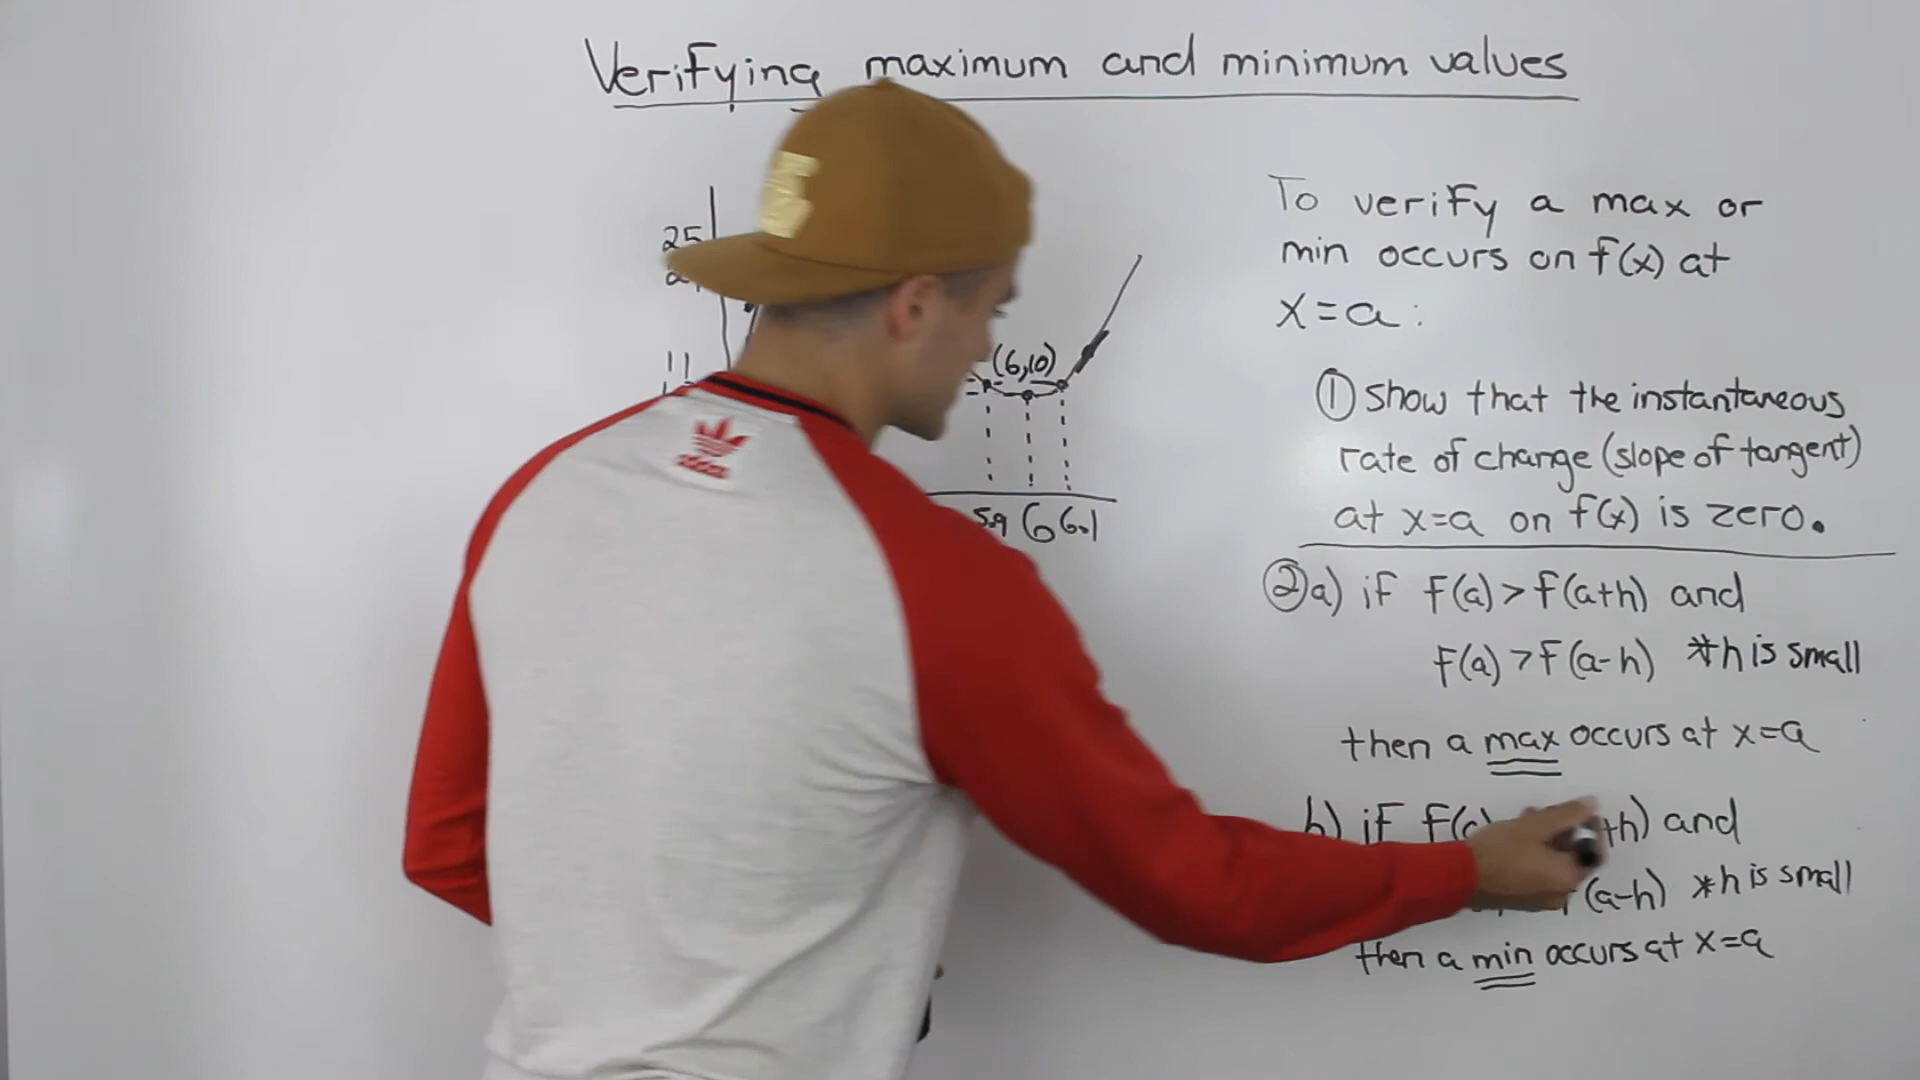 Verifying maximum and minimum values
25
11
(6,10)
5.9 6 6.1
To verify a max or
min occurs on f(x) at
x=a:
① Show that the instantaneous
rate of change (slope of tangent)
at x=a on f(x) is zero.
② a) if f(a) > f(a+h) and
f(a) > f(a-h) *h is small
then a max occurs at x=a
b) if +h) and
(a-h) *h is small
then a min occurs at x=a
adidas